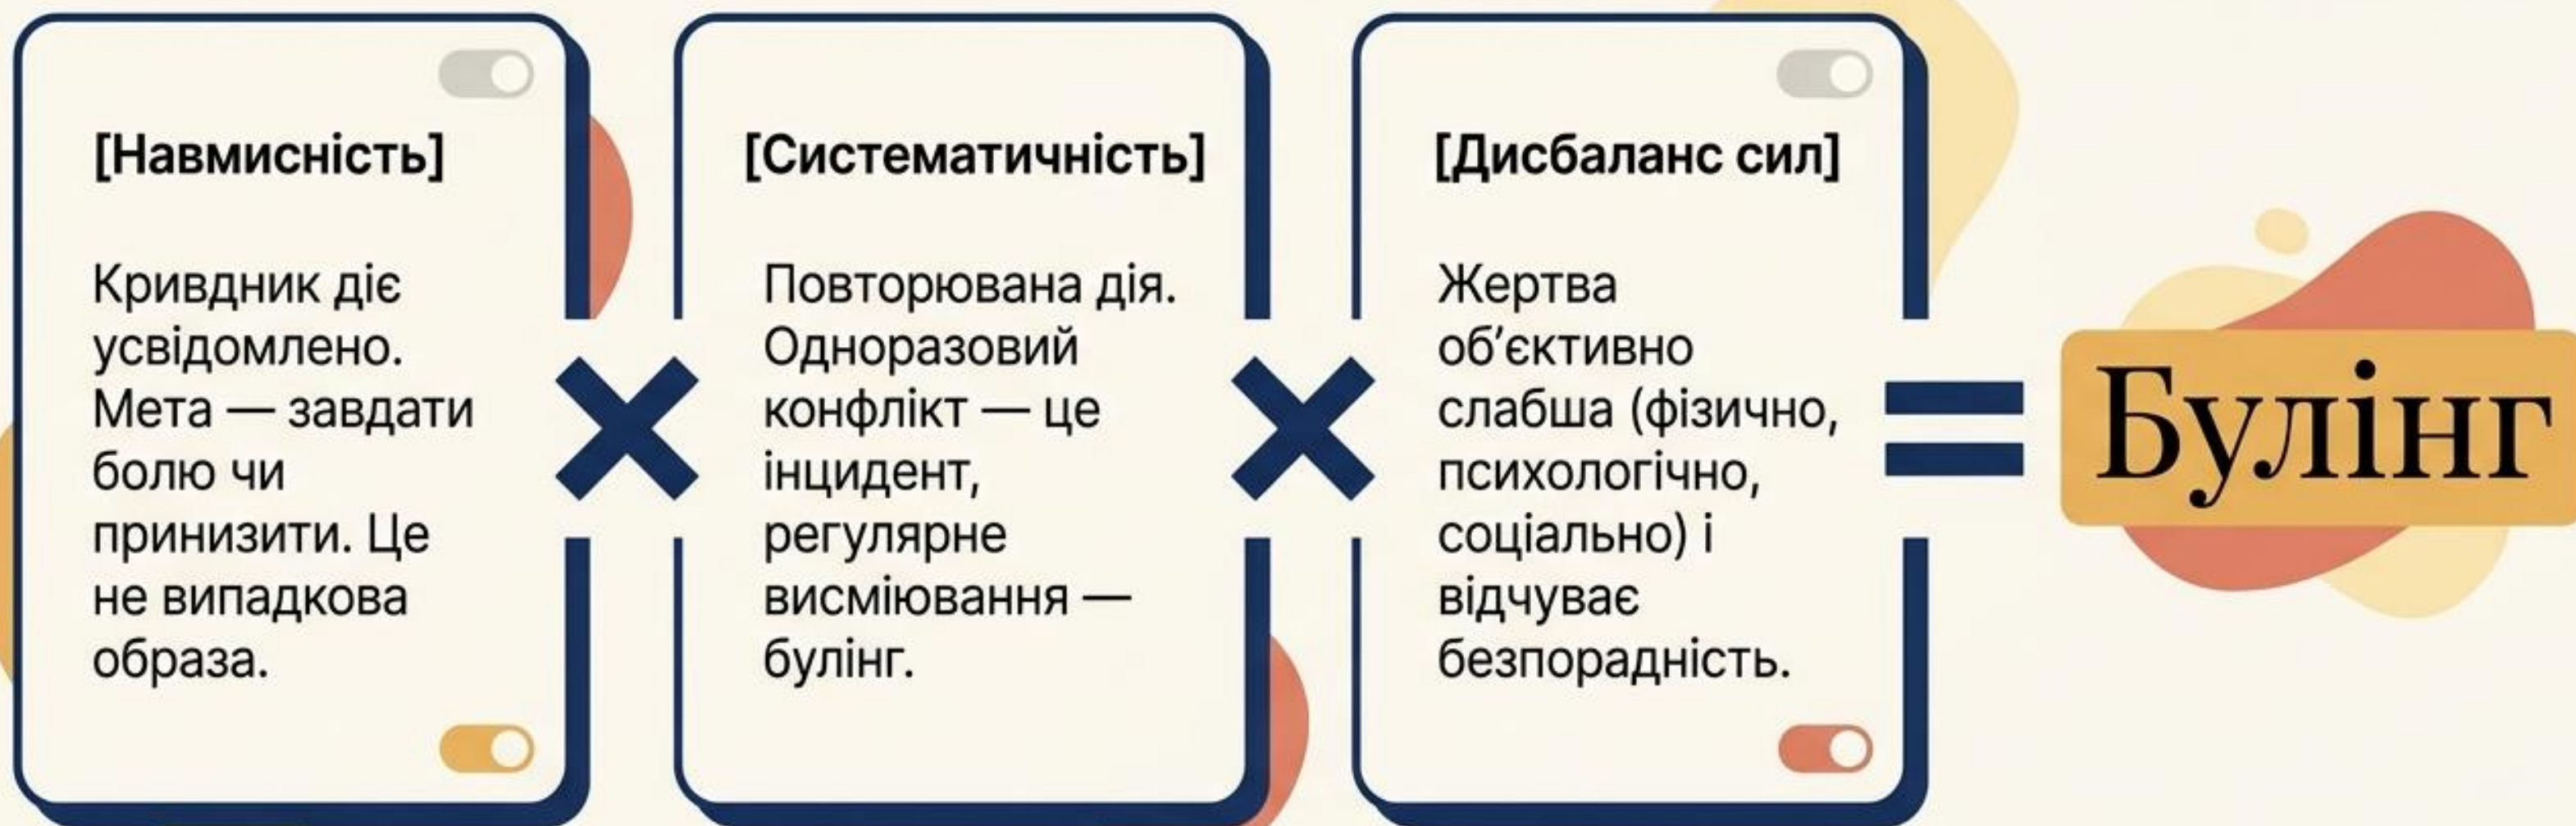 [Навмисність]
Кривдник діє
усвідомлено.
Мета — завдати
болю чи
принизити. Це
не випадкова
образа.
×
[Систематичність]
Повторювана дія.
Одноразовий
конфлікт — це
інцидент,
регулярне
висміювання —
булінг.
×
[Дисбаланс сил]
Жертва
об’єктивно
слабша (фізично,
психологічно,
соціально) і
відчуває
безпорадність.
=
Булінг